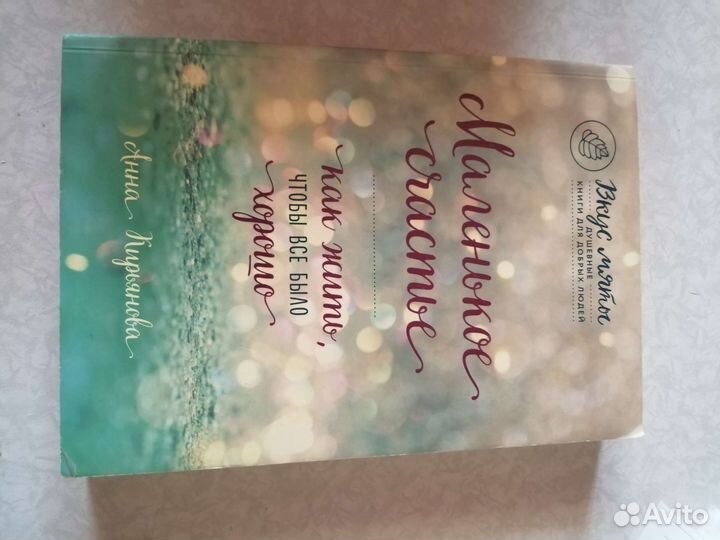 Вкус мяты
ДУШЕВНЫЕ
КНИГИ ДЛЯ ДОБРЫХ ЛЮДЕЙ
Маленькое
счастье
как жить,
ЧТОБЫ ВСЕ БЫЛО
хорошо
Анна Кирьянова
Avito